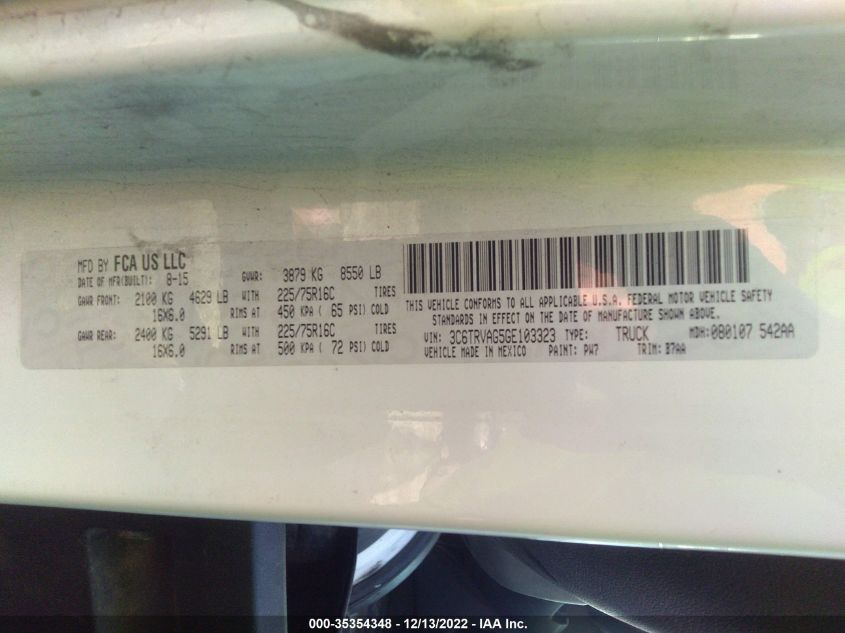 MFD BY FCA US LLC
DATE OF MFR(BUILT): 8-15
GVWR: 3879 KG 8550 LB
GAWR FRONT: 2100 KG 4629 LB WITH 225/75R16C TIRES
16X6.0 RIMS AT 450 KPA ( 65 PSI) COLD
GAWR REAR: 2400 KG 5291 LB WITH 225/75R16C TIRES
16X6.0 RIMS AT 500 KPA ( 72 PSI) COLD
THIS VEHICLE CONFORMS TO ALL APPLICABLE U.S.A. FEDERAL MOTOR VEHICLE SAFETY
STANDARDS IN EFFECT ON THE DATE OF MANUFACTURE SHOWN ABOVE.
VIN: 3C6TRVAG5GE103323 TYPE: TRUCK MDH: 080107 542AA
VEHICLE MADE IN MEXICO PAINT: PW7 TRIM: B7AA
000-35354348 - 12/13/2022 - IAA Inc.